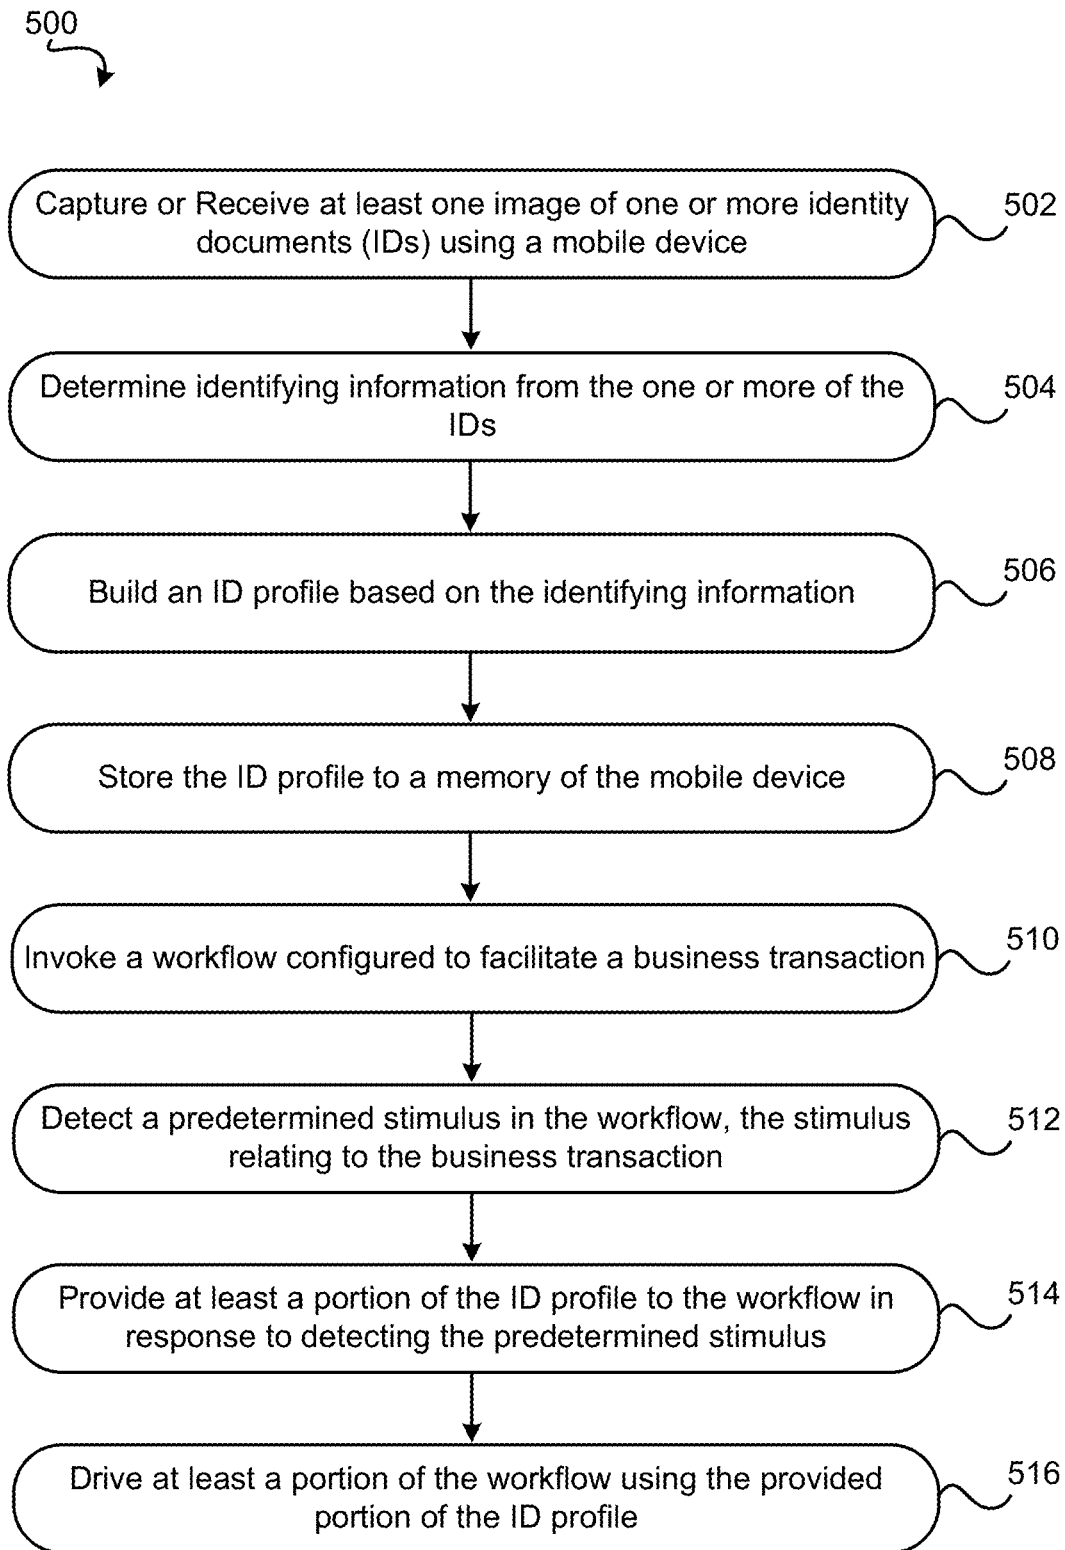 500
Capture or Receive at least one image of one or more identity
documents (IDs) using a mobile device
502
Determine identifying information from the one or more of the
IDs
504
Build an ID profile based on the identifying information
506
Store the ID profile to a memory of the mobile device
508
Invoke a workflow configured to facilitate a business transaction
510
Detect a predetermined stimulus in the workflow, the stimulus
relating to the business transaction
512
Provide at least a portion of the ID profile to the workflow in
response to detecting the predetermined stimulus
514
Drive at least a portion of the workflow using the provided
portion of the ID profile
516